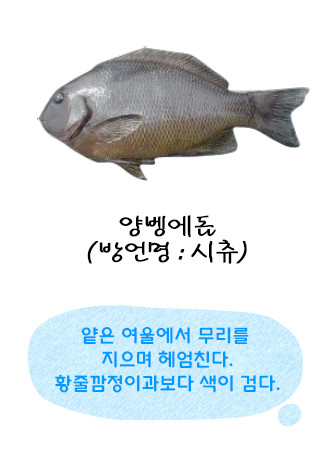 양벵에돔
(방언명 : 시츄)
얕은 여울에서 무리를
지으며 헤엄친다.
황줄깜정이과보다 색이 검다.